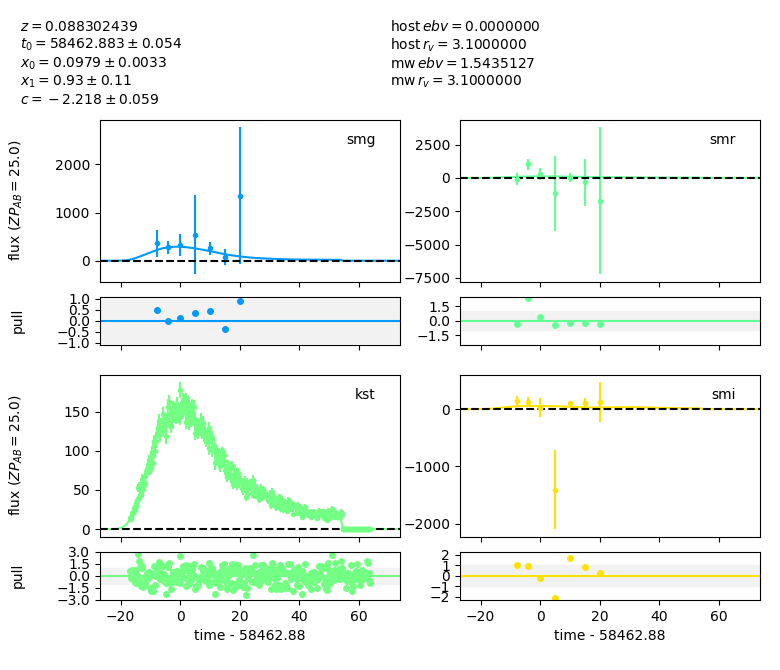 z = 0.088302439
t₀ = 58462.883 ± 0.054
x₀ = 0.0979 ± 0.0033
x₁ = 0.93 ± 0.11
c = −2.218 ± 0.059
host ebv = 0.0000000
host r_v = 3.1000000
mw ebv = 1.5435127
mw r_v = 3.1000000
flux (ZP_AB = 25.0)
smg
2000
1000
0
smr
2500
0
−2500
−5000
−7500
pull
1.0
0.5
0.0
−0.5
−1.0
1.5
0.0
−1.5
flux (ZP_AB = 25.0)
kst
150
100
50
0
smi
0
−1000
−2000
pull
3.0
1.5
0.0
−1.5
−3.0
2
1
0
−1
−2
−20 0 20 40 60
−20 0 20 40 60
time - 58462.88
time - 58462.88